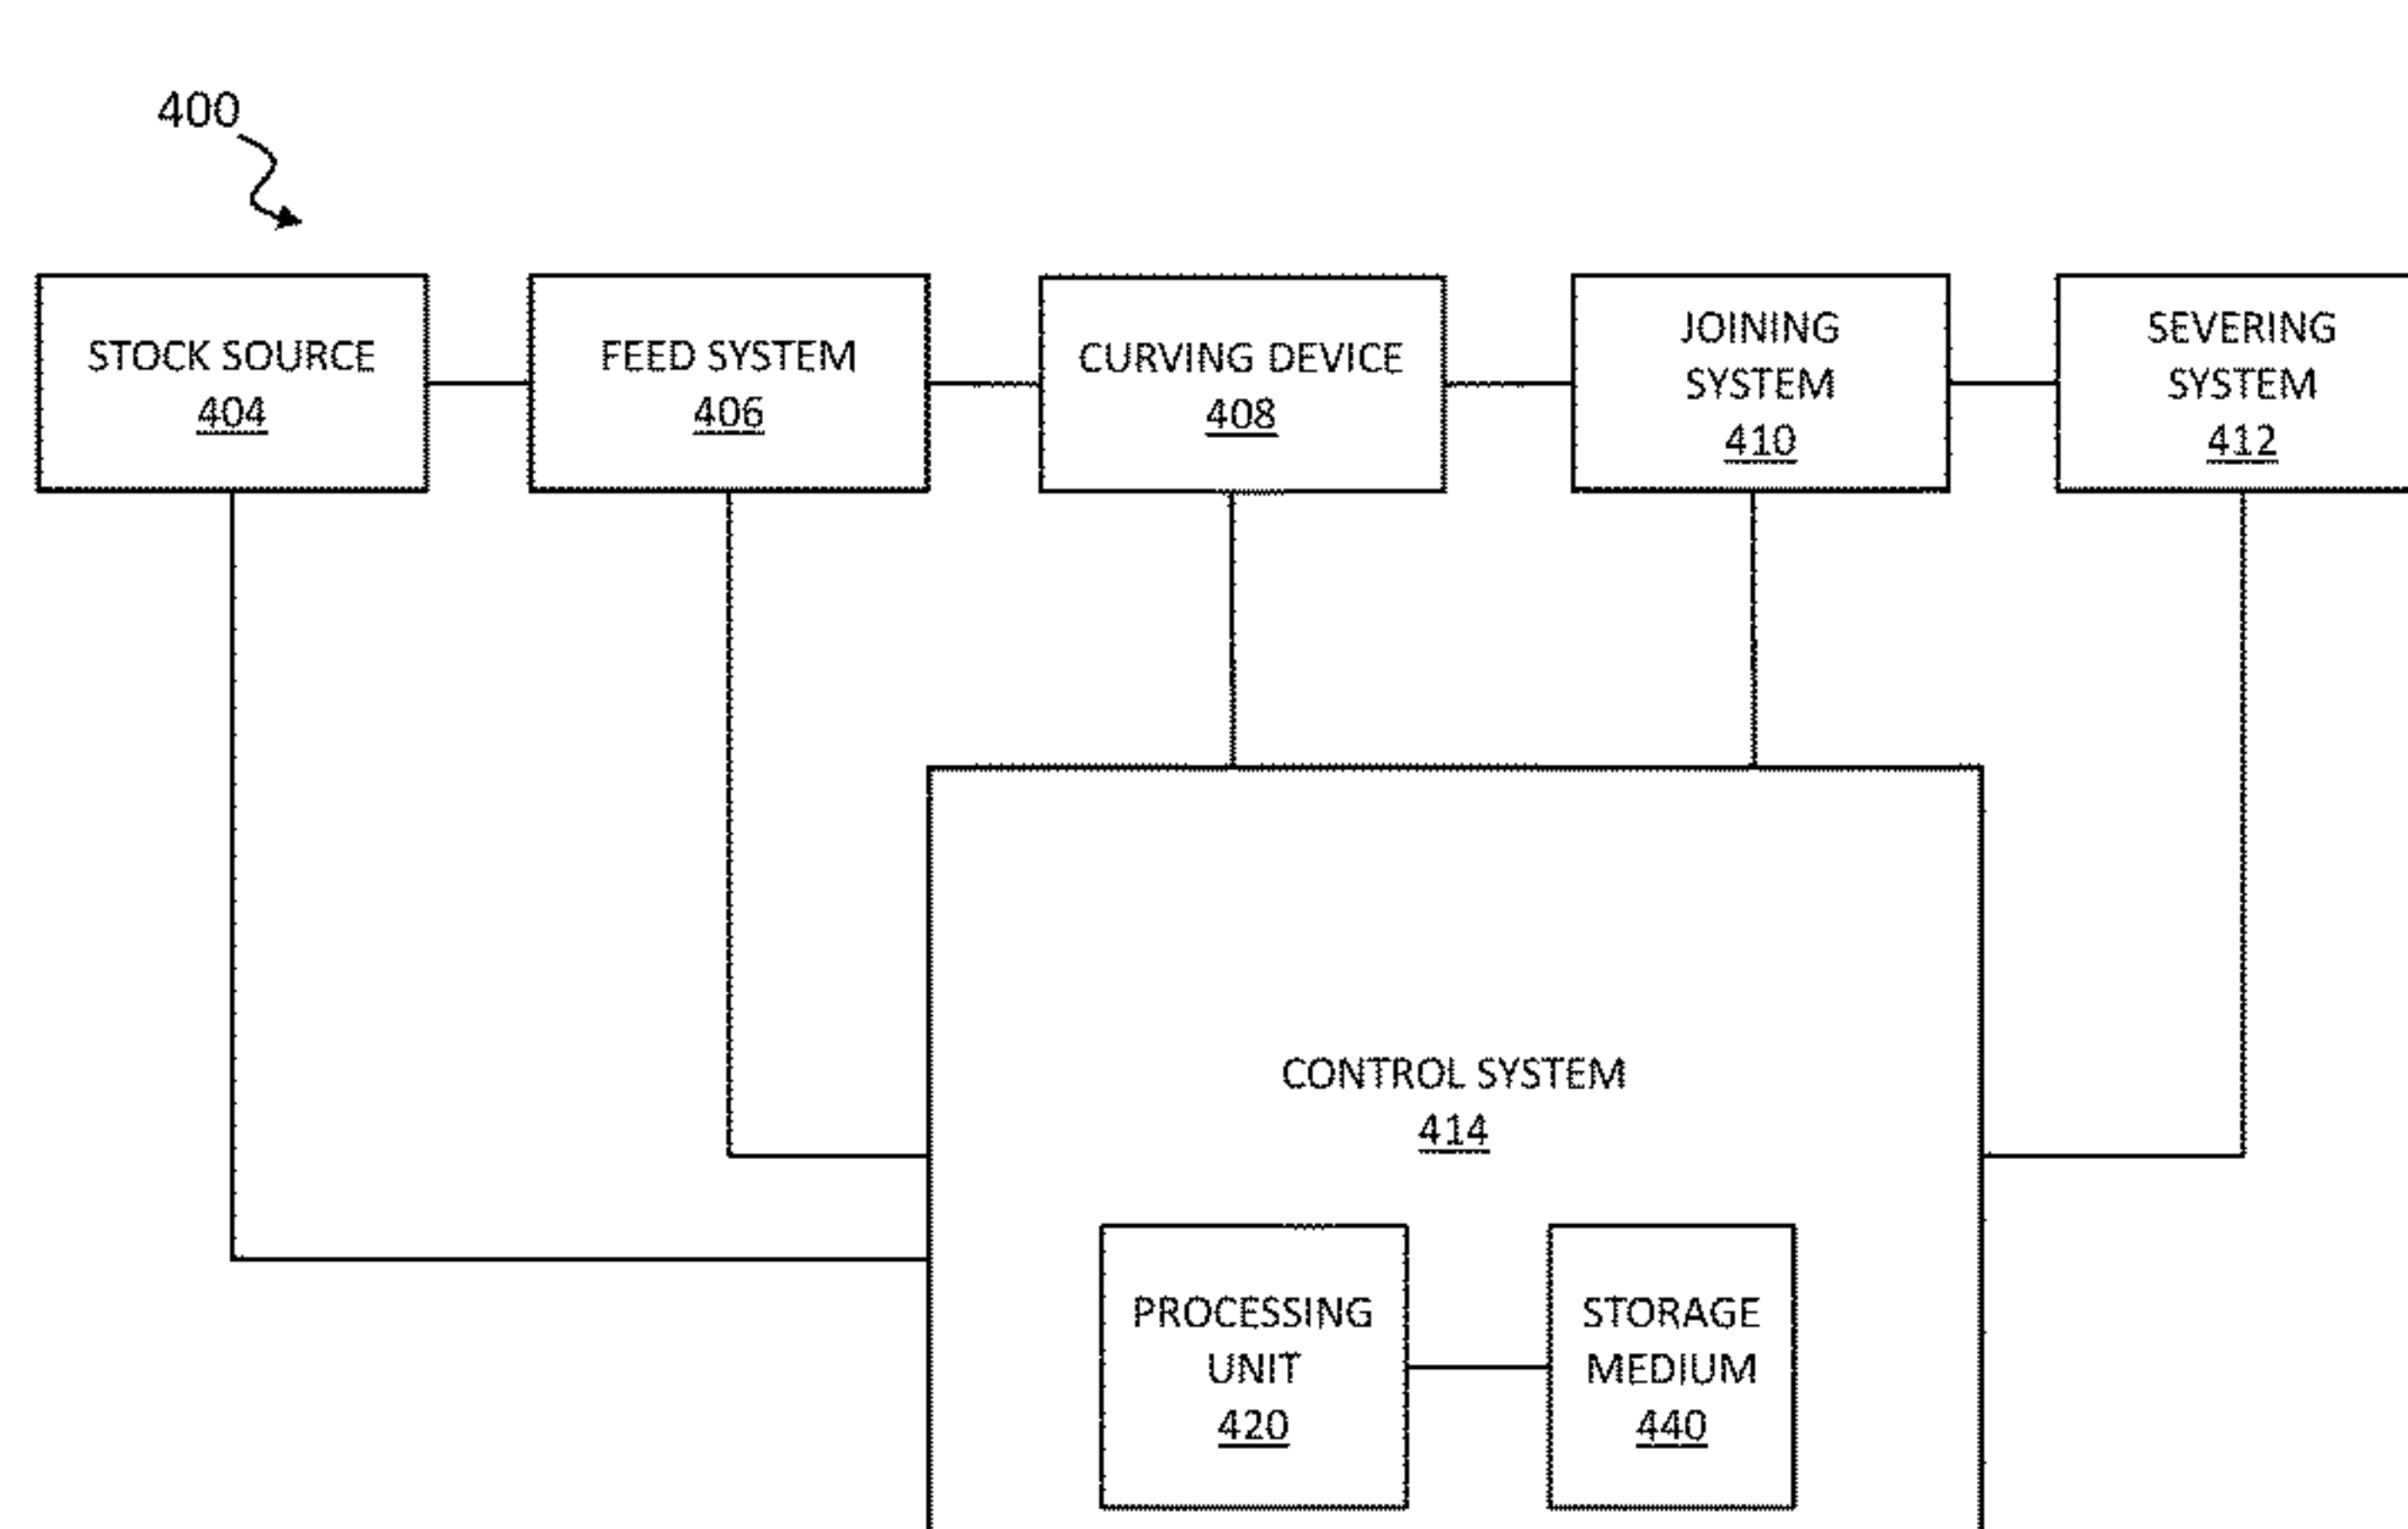 400
STOCK SOURCE
404
FEED SYSTEM
406
CURVING DEVICE
408
JOINING
SYSTEM
410
SEVERING
SYSTEM
412
CONTROL SYSTEM
414
PROCESSING
UNIT
420
STORAGE
MEDIUM
440